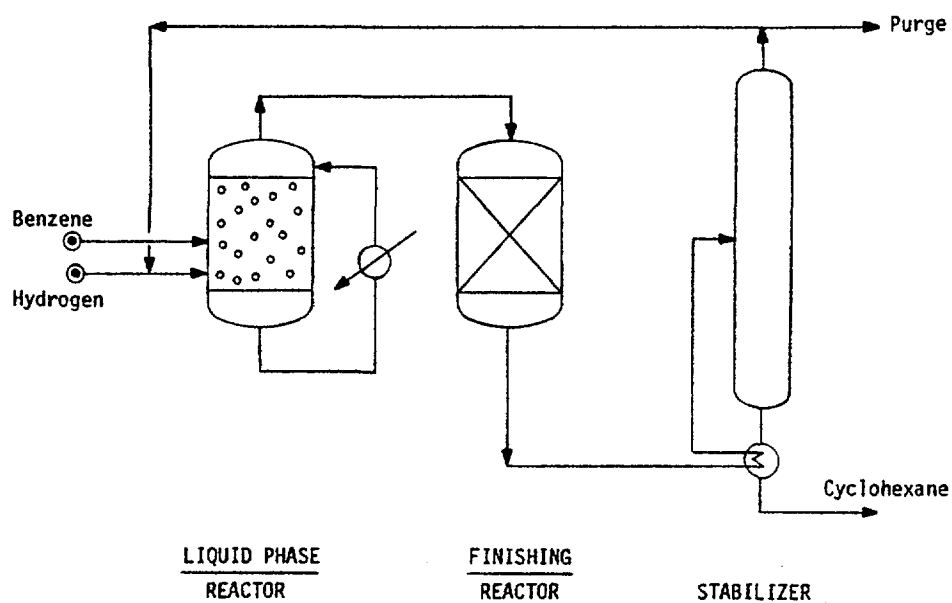 Purge
Benzene
Hydrogen
Cyclohexane
LIQUID PHASE
REACTOR
FINISHING
REACTOR
STABILIZER